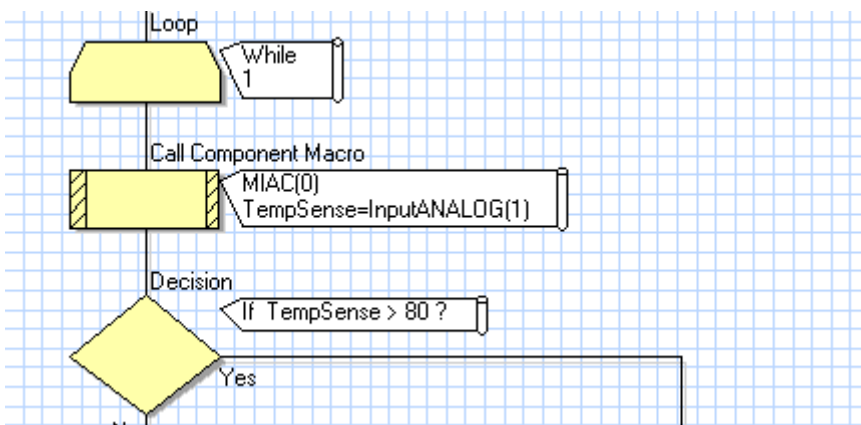 Loop
While
1
Call Component Macro
MIAC(0)
TempSense=InputANALOG(1)
Decision
If TempSense > 80 ?
Yes